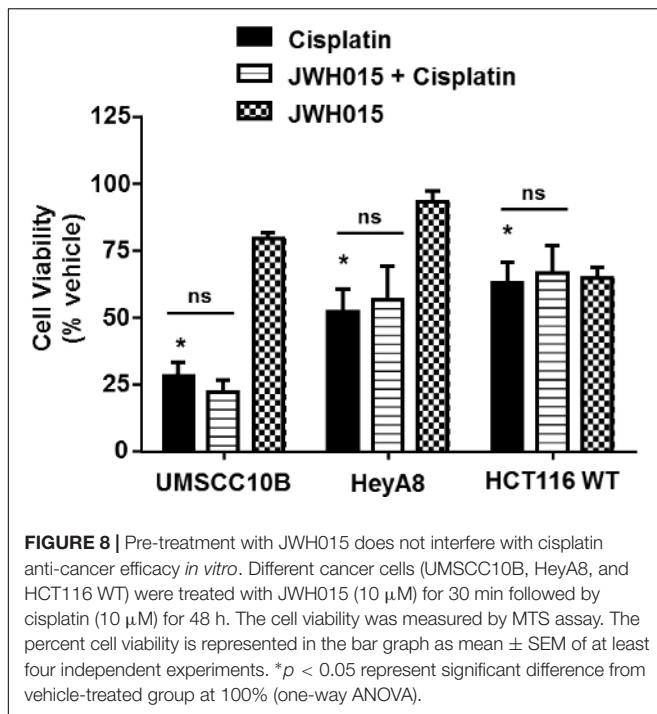 Cisplatin
JWH015 + Cisplatin
JWH015
125
100
75
50
25
0
Cell Viability
(% vehicle)
ns
*
ns
*
ns
*
UMSCC10B
HeyA8
HCT116 WT
FIGURE 8 | Pre-treatment with JWH015 does not interfere with cisplatin
anti-cancer efficacy in vitro. Different cancer cells (UMSCC10B, HeyA8, and
HCT116 WT) were treated with JWH015 (10 μM) for 30 min followed by
cisplatin (10 μM) for 48 h. The cell viability was measured by MTS assay. The
percent cell viability is represented in the bar graph as mean ± SEM of at least
four independent experiments. *p < 0.05 represent significant difference from
vehicle-treated group at 100% (one-way ANOVA).